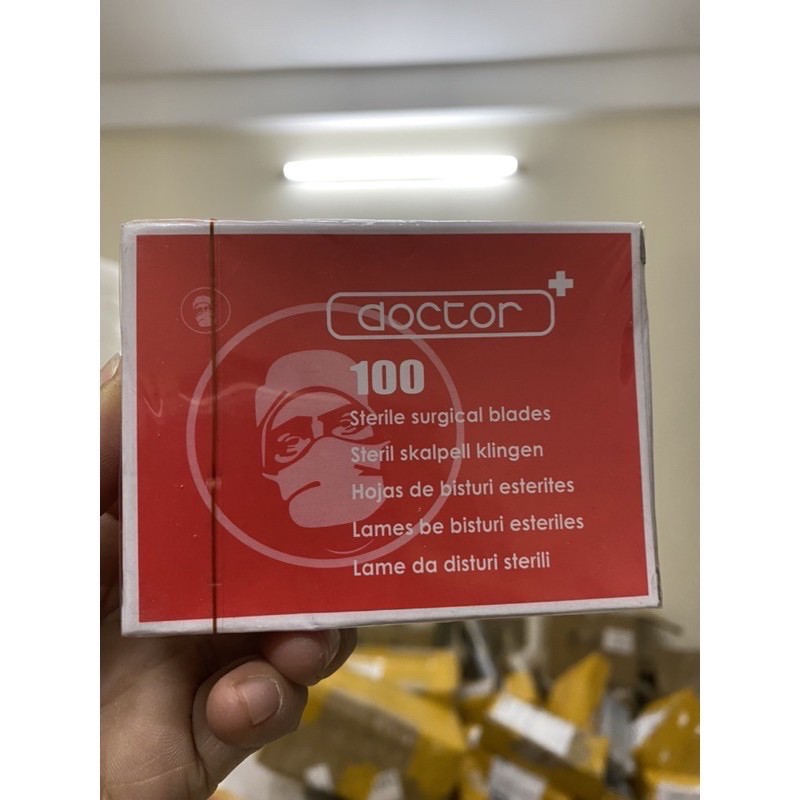 doctor
100
Sterile surgical blades
Steril skalpell klingen
Hojas de bisturi esterites
Lames be bisturi esteriles
Lame da disturi sterili